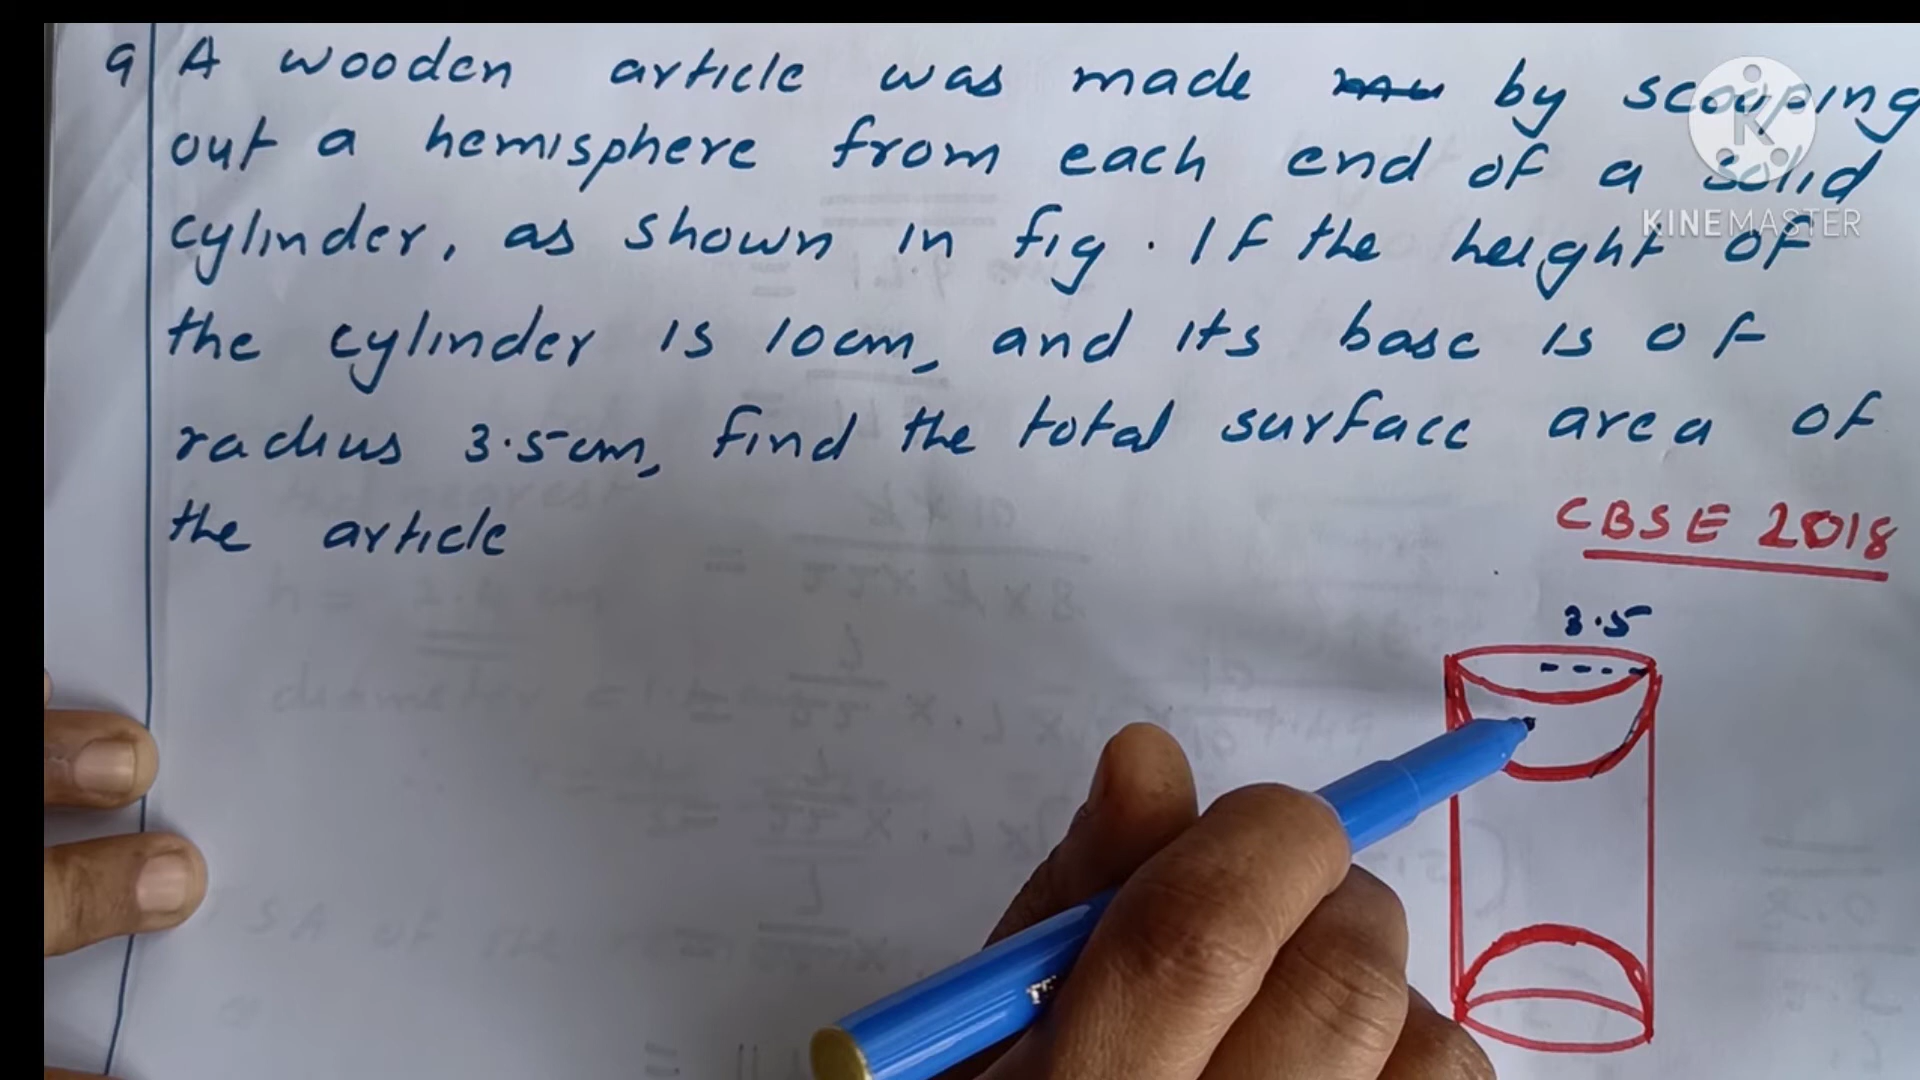 9 A wooden article was made by scooping
out a hemisphere from each end of a solid
cylinder, as shown in fig. If the height of
the cylinder is 10cm, and its base is of
radius 3.5cm, find the total surface area of
the article
CBSE 2018
3.5
KINEMASTER